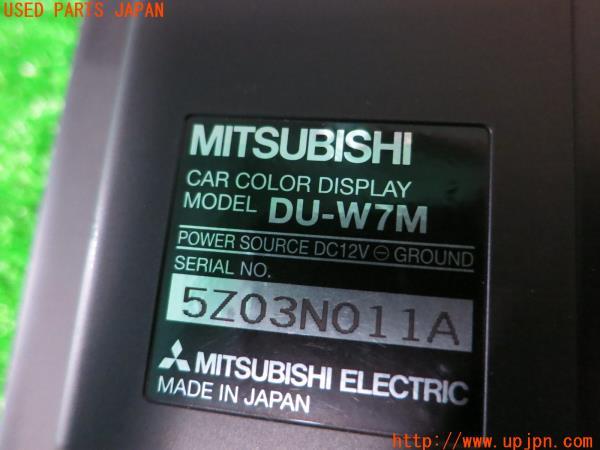 USED PARTS JAPAN
MITSUBISHI
CAR COLOR DISPLAY
MODEL DU-W7M
POWER SOURCE DC12V ⊖ GROUND
SERIAL NO.
5Z03N011A
MITSUBISHI ELECTRIC
MADE IN JAPAN
http://www.upjpn.com